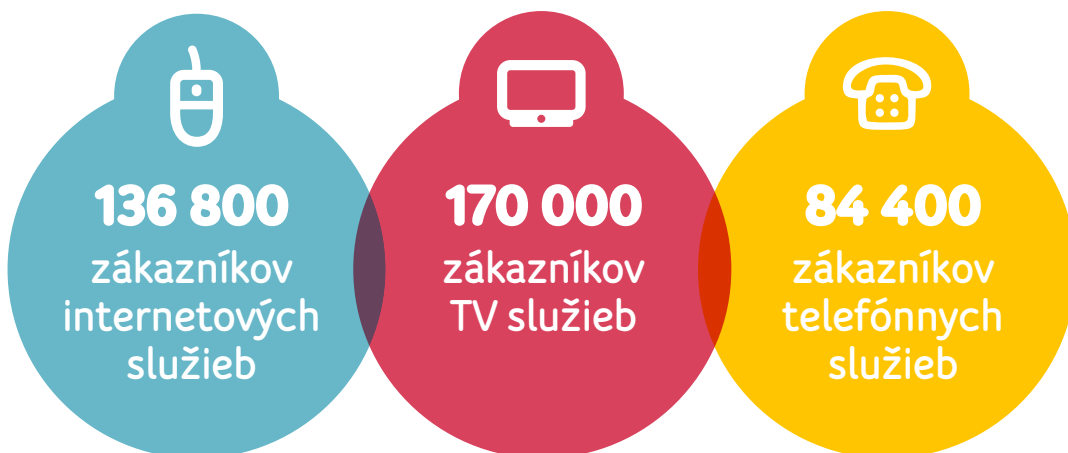 136 800
zákazníkov
internetových
služieb
170 000
zákazníkov
TV služieb
84 400
zákazníkov
telefónnych
služieb